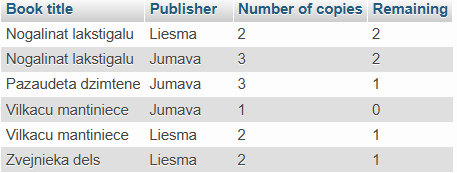 Book title Publisher Number of copies Remaining
Nogalinat lakstigalu Liesma 2 2
Nogalinat lakstigalu Jumava 3 2
Pazaudeta dzimtene Jumava 3 1
Vilkacu mantiniece Jumava 1 0
Vilkacu mantiniece Liesma 2 1
Zvejnieka dels Liesma 2 1